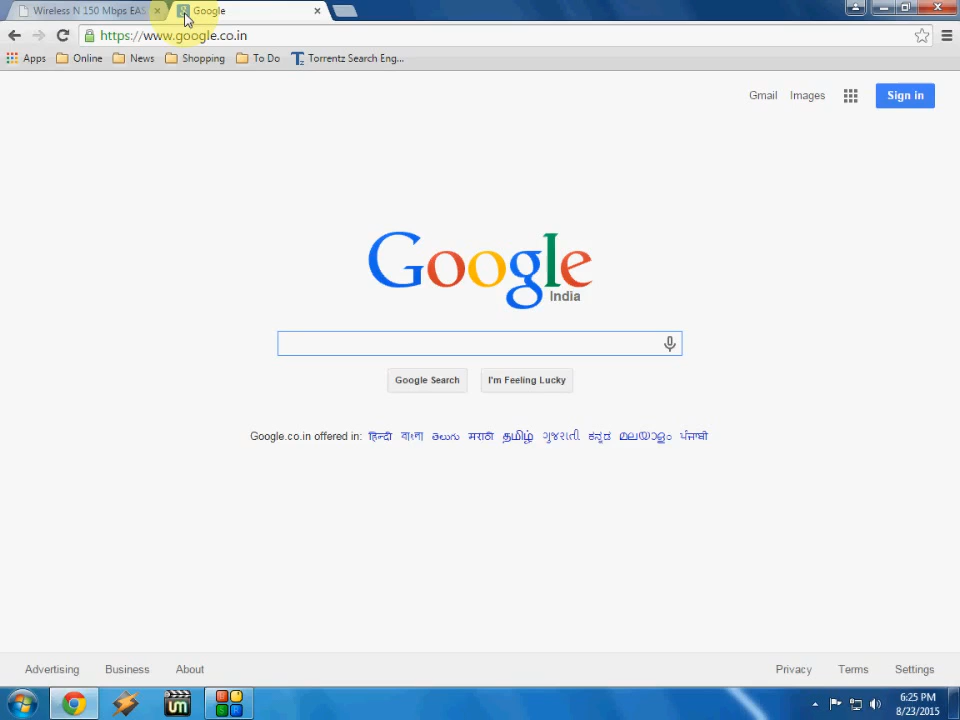 Wireless N 150 Mbps EAS
Google
https://www.google.co.in
Apps Online News Shopping To Do Torrentz Search Eng...
Gmail Images Sign in
Google
India
Google Search I'm Feeling Lucky
Google.co.in offered in: हिन्दी বাংলা తెలుగు मराठी தமிழ் ગુજરાતી ಕನ್ನಡ മലയാളം ਪੰਜਾਬੀ
Advertising Business About Privacy Terms Settings
um
6:25 PM
8/23/2015